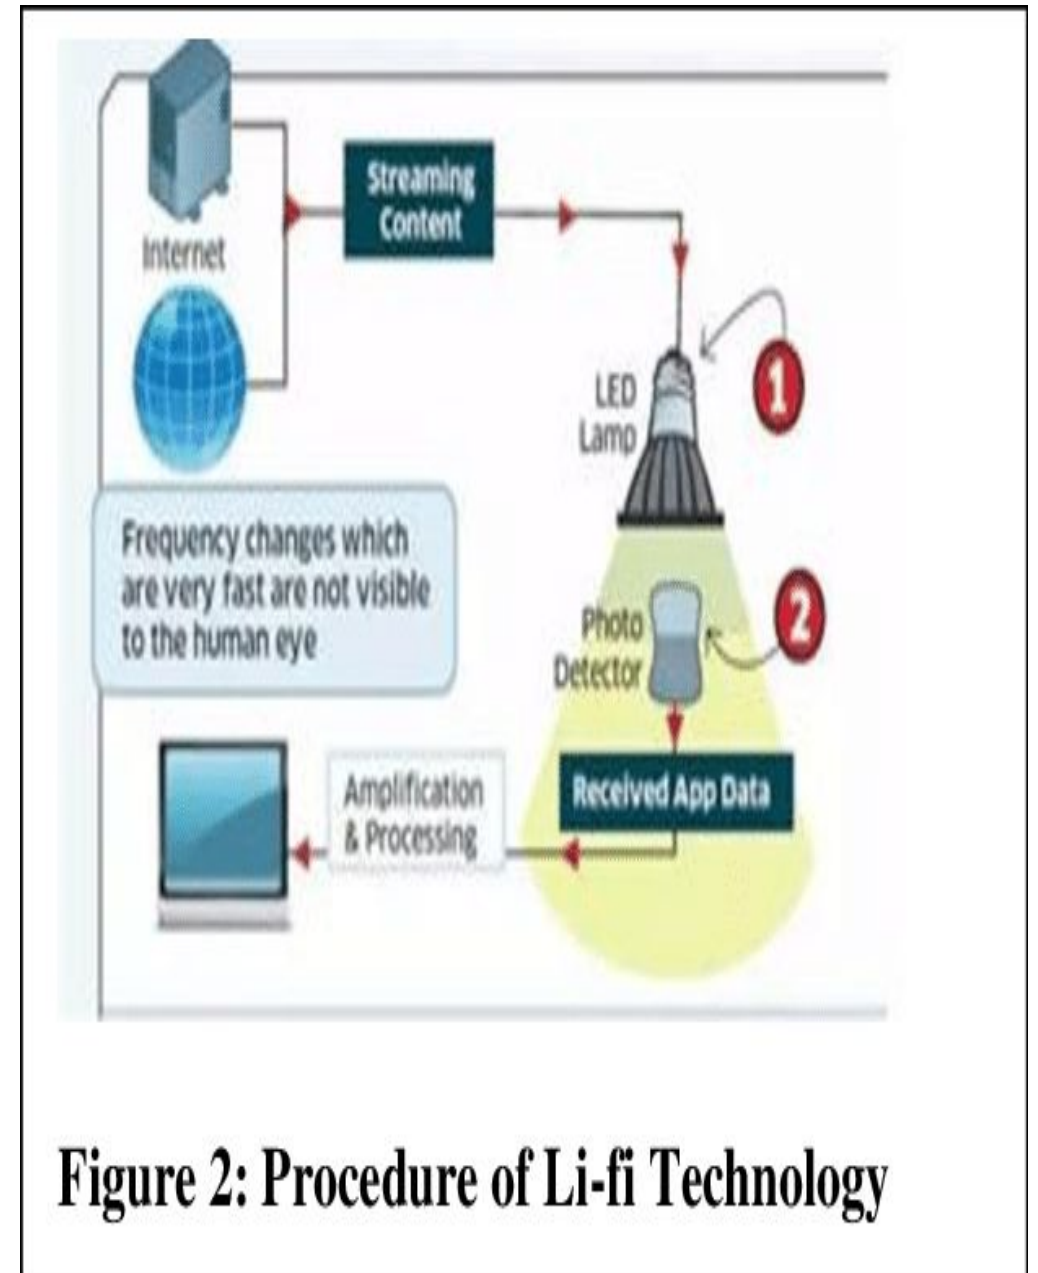 Streaming
Content
Internet
1
LED
Lamp
Frequency changes which
are very fast are not visible
to the human eye
2
Photo
Detector
Received App Data
Amplification
& Processing
Figure 2: Procedure of Li-fi Technology